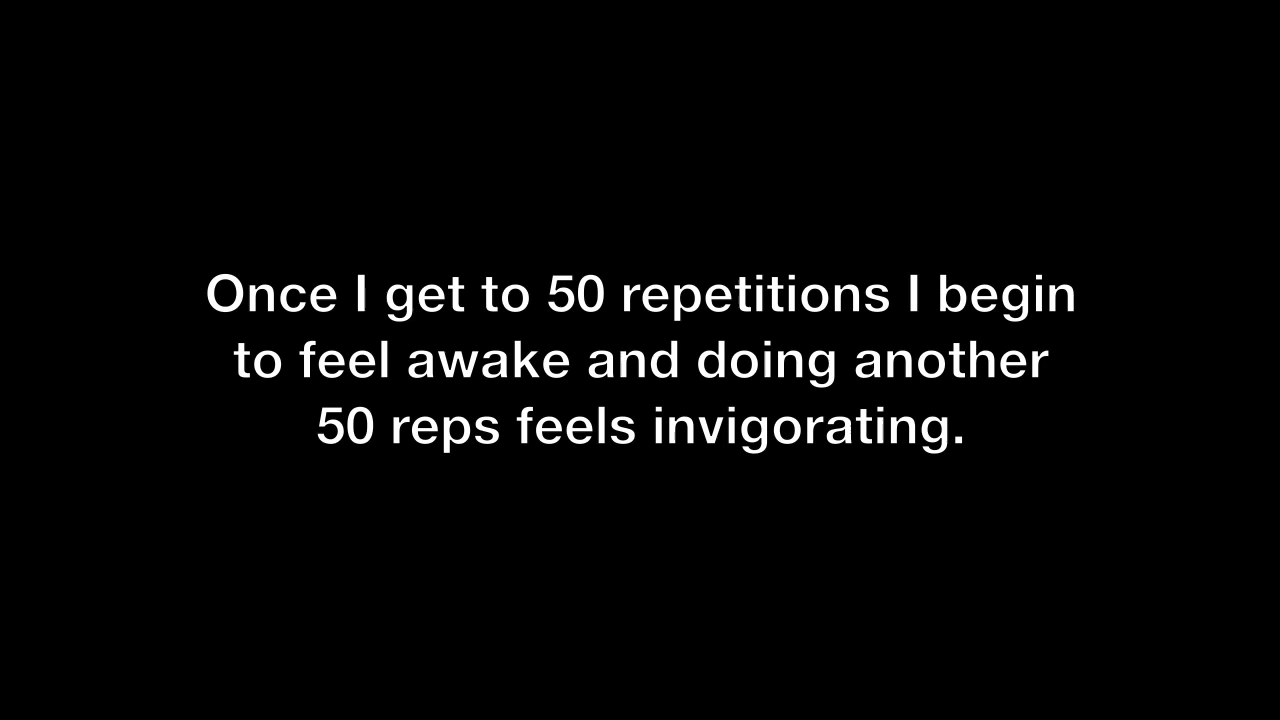 Once I get to 50 repetitions I begin
to feel awake and doing another
50 reps feels invigorating.